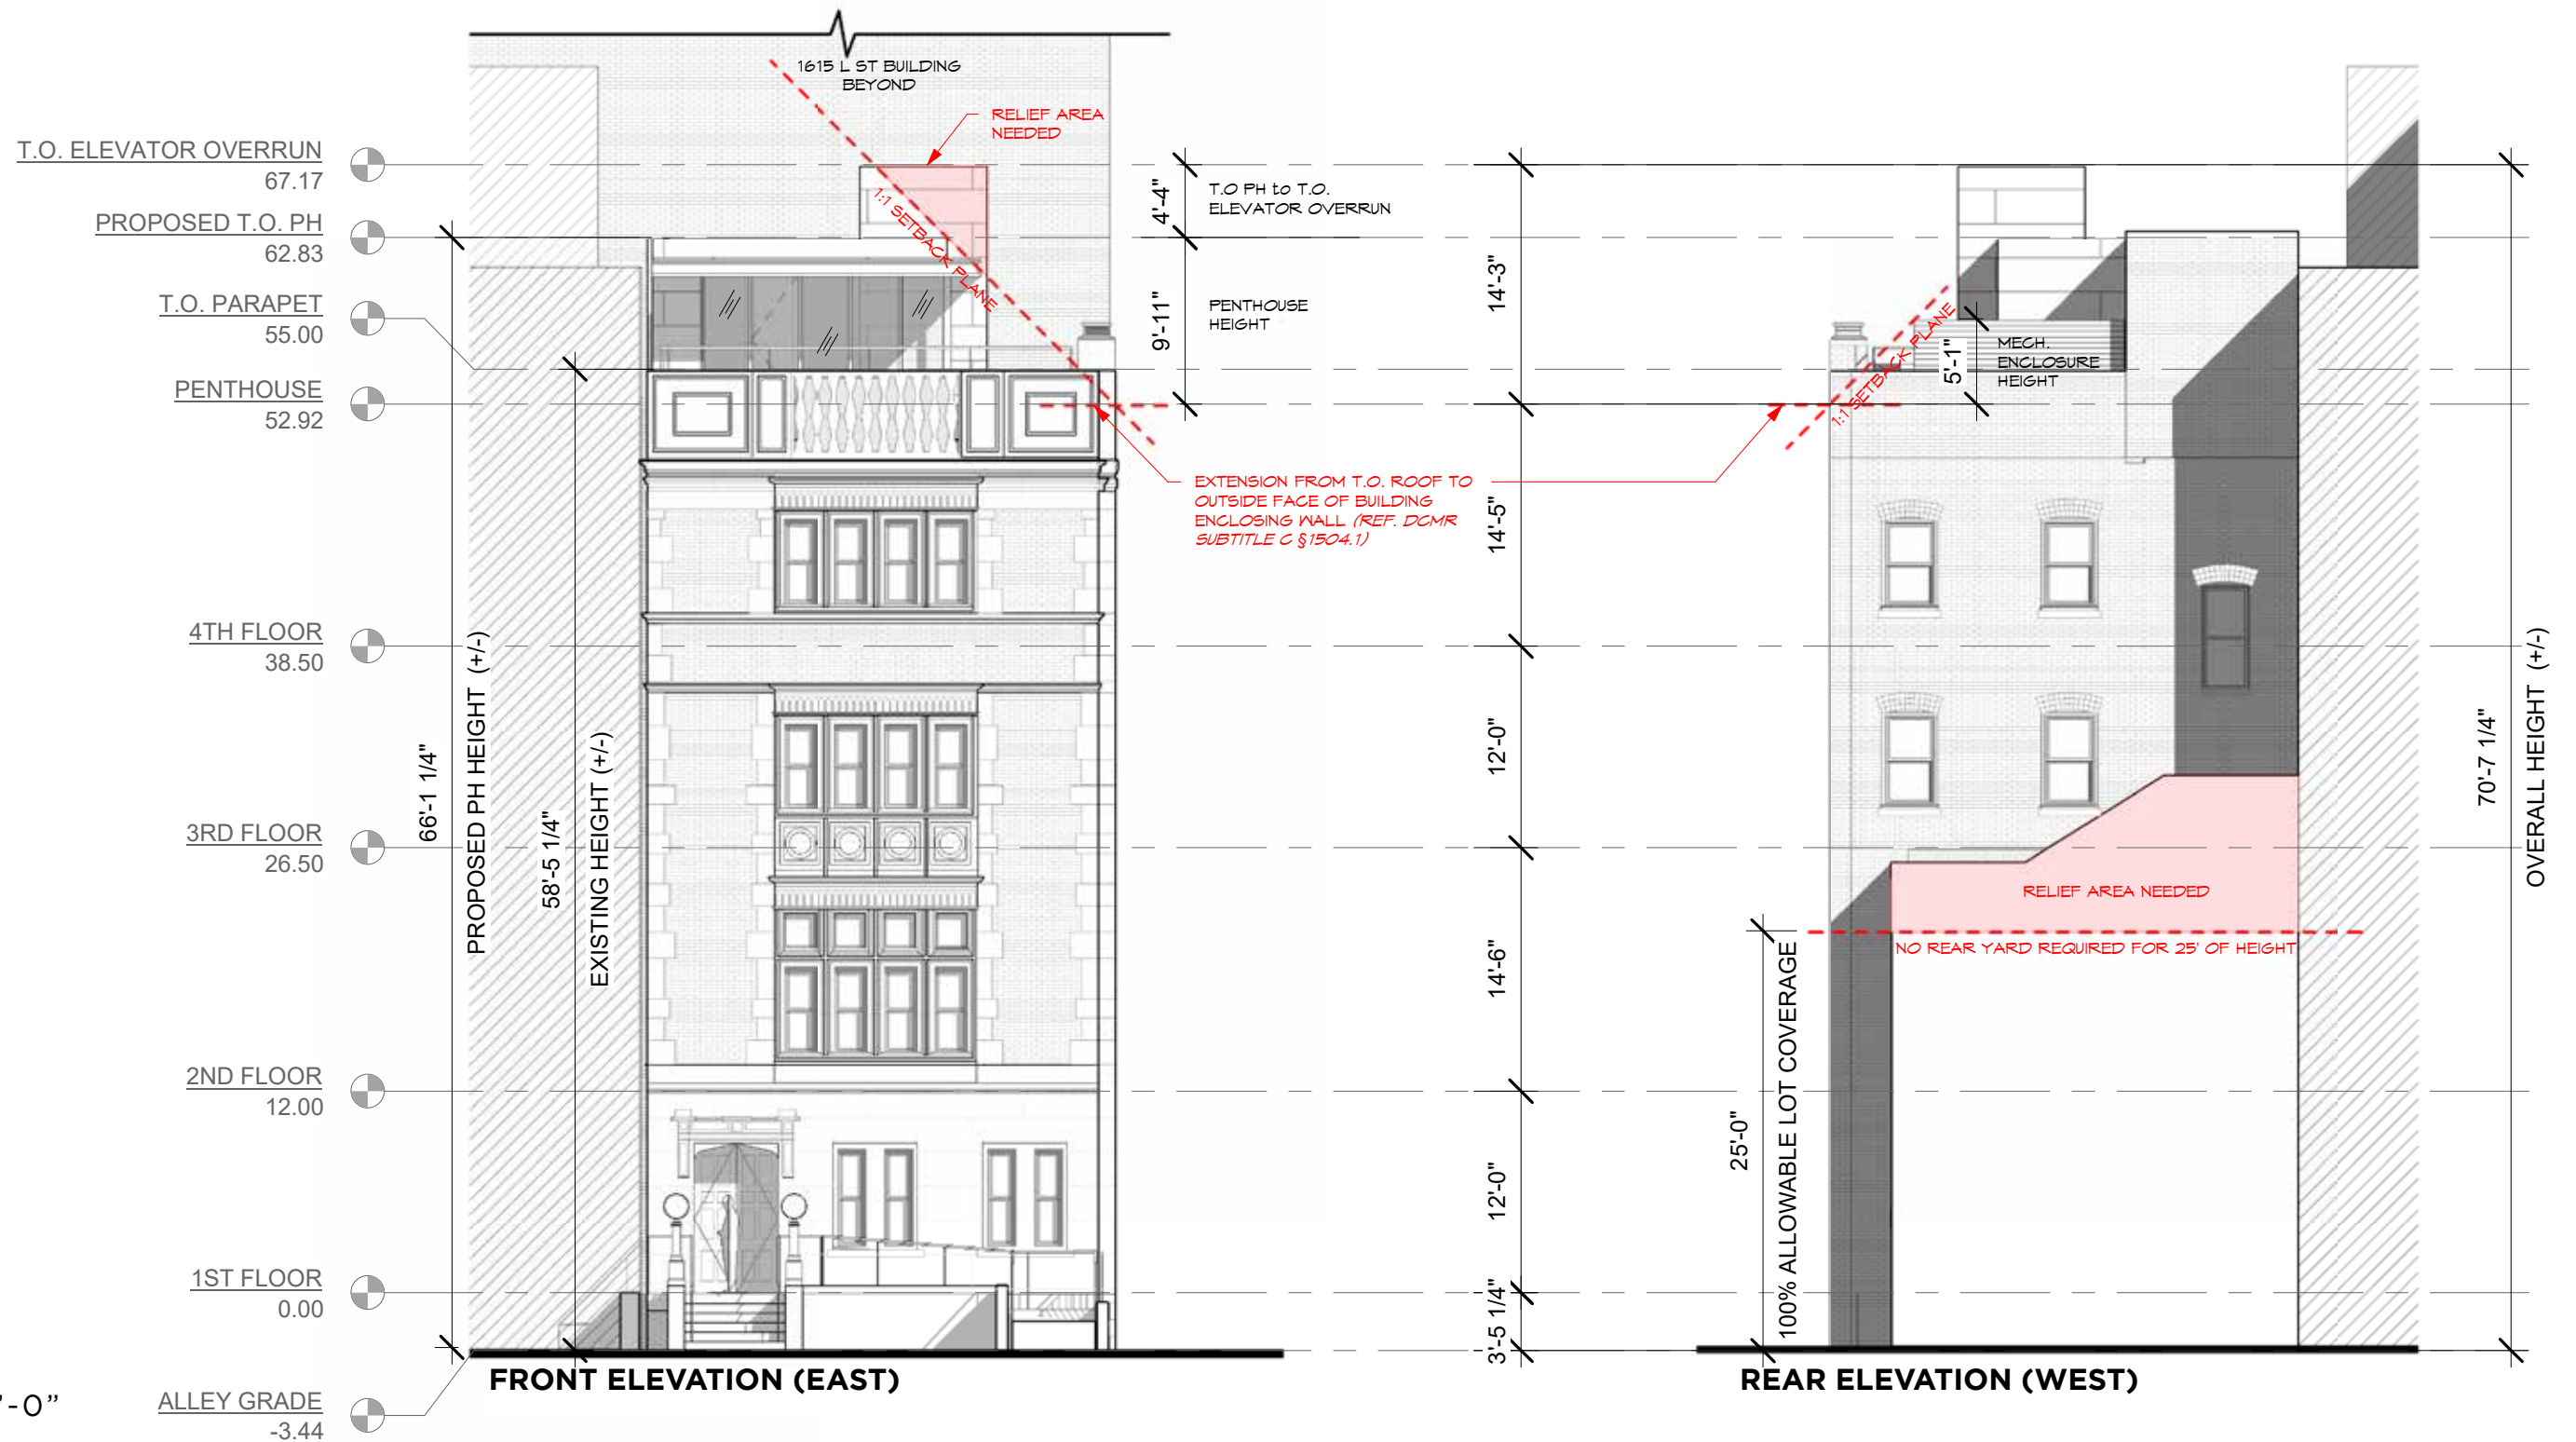 1615 L ST BUILDING
BEYOND
RELIEF AREA
NEEDED
T.O. ELEVATOR OVERRUN
67.17
PROPOSED T.O. PH
62.83
T.O. PARAPET
55.00
PENTHOUSE
52.92
4TH FLOOR
38.50
3RD FLOOR
26.50
2ND FLOOR
12.00
1ST FLOOR
0.00
ALLEY GRADE
-3.44
'-0"
66'-1 1/4"
PROPOSED PH HEIGHT (+/-)
58'-5 1/4"
EXISTING HEIGHT (+/-)
1:1 SETBACK PLANE
4'-4"
T.O PH to T.O.
ELEVATOR OVERRUN
9'-11"
PENTHOUSE
HEIGHT
EXTENSION FROM T.O. ROOF TO
OUTSIDE FACE OF BUILDING
ENCLOSING WALL (REF. DCMR
SUBTITLE C §1504.1)
FRONT ELEVATION (EAST)
14'-3"
14'-5"
12'-0"
14'-6"
12'-0"
3'-5 1/4"
1:1 SETBACK PLANE
5'-1"
MECH.
ENCLOSURE
HEIGHT
RELIEF AREA NEEDED
NO REAR YARD REQUIRED FOR 25' OF HEIGHT
25'-0"
100% ALLOWABLE LOT COVERAGE
70'-7 1/4"
OVERALL HEIGHT (+/-)
REAR ELEVATION (WEST)